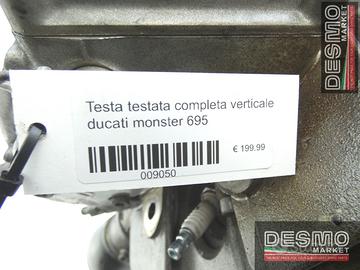 DESMO
MARKET
Testa testata completa verticale
ducati monster 695
€ 199.99
009050
DESMO
MARKET